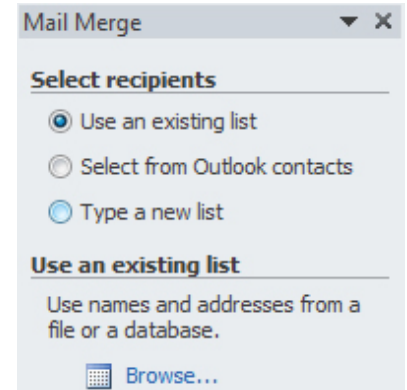 Mail Merge
Select recipients
Use an existing list
Select from Outlook contacts
Type a new list
Use an existing list
Use names and addresses from a
file or a database.
Browse...